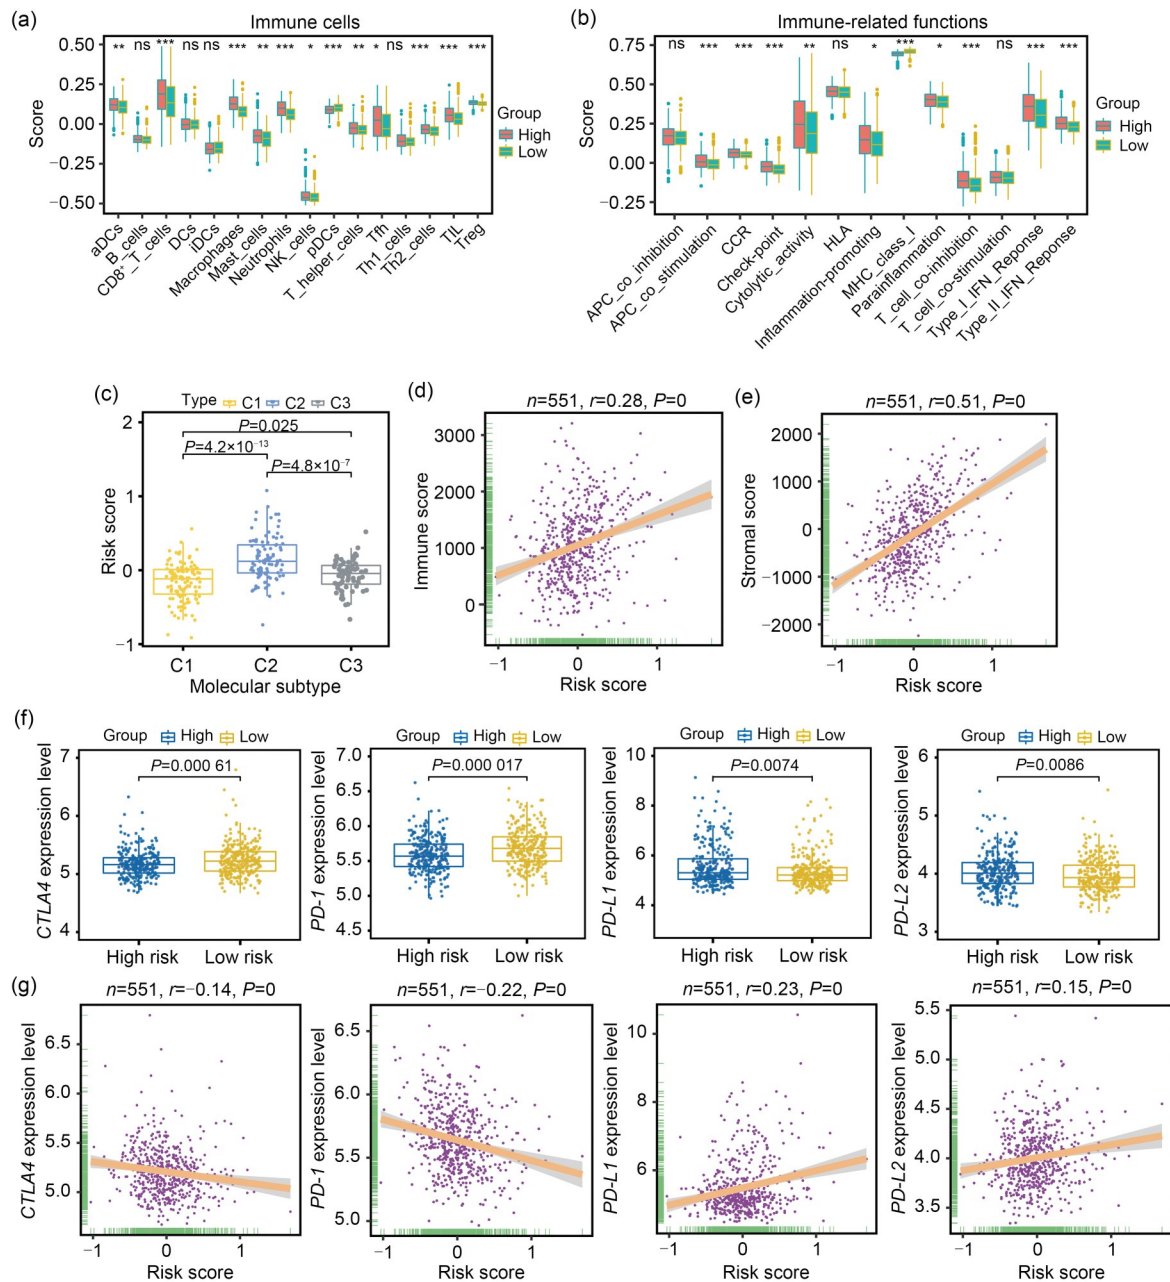 (a)
Immune cells
** ns *** ns ns *** ** *** * *** ** * ns *** *** ***
0.50
0.25
0.00
−0.25
−0.50
Score
Group
High
Low
aDCs
B_cells
CD8⁺_T_cells
DCs
iDCs
Macrophages
Mast_cells
Neutrophils
NK_cells
pDCs
T_helper_cells
Tfh
Th1_cells
Th2_cells
TIL
Treg
(b)
Immune-related functions
ns *** *** *** ** ns * *** * *** ns *** ***
0.75
0.50
0.25
0.00
−0.25
Score
Group
High
Low
APC_co_inhibition
APC_co_stimulation
CCR
Check-point
Cytolytic_activity
HLA
Inflammation-promoting
MHC_class_I
Parainflammation
T_cell_co-inhibition
T_cell_co-stimulation
Type_I_IFN_Reponse
Type_II_IFN_Reponse
(c)
Type C1 C2 C3
P=0.025
P=4.2×10⁻¹³
P=4.8×10⁻⁷
2
1
0
−1
Risk score
C1 C2 C3
Molecular subtype
(d)
n=551, r=0.28, P=0
3000
2000
1000
0
Immune score
−1 0 1
Risk score
(e)
n=551, r=0.51, P=0
2000
1000
0
−1000
−2000
Stromal score
−1 0 1
Risk score
(f)
Group High Low
P=0.000 61
7
6
5
4
CTLA4 expression level
High risk Low risk
Group High Low
P=0.000 017
7.0
6.5
6.0
5.5
5.0
4.5
PD-1 expression level
High risk Low risk
Group High Low
P=0.0074
10
8
6
4
PD-L1 expression level
High risk Low risk
Group High Low
P=0.0086
6
5
4
3
PD-L2 expression level
High risk Low risk
(g)
n=551, r=−0.14, P=0
6.5
6.0
5.5
5.0
CTLA4 expression level
−1 0 1
Risk score
n=551, r=−0.22, P=0
6.5
6.0
5.5
5.0
PD-1 expression level
−1 0 1
Risk score
n=551, r=0.23, P=0
10
8
6
PD-L1 expression level
−1 0 1
Risk score
n=551, r=0.15, P=0
5.5
5.0
4.5
4.0
3.5
PD-L2 expression level
−1 0 1
Risk score